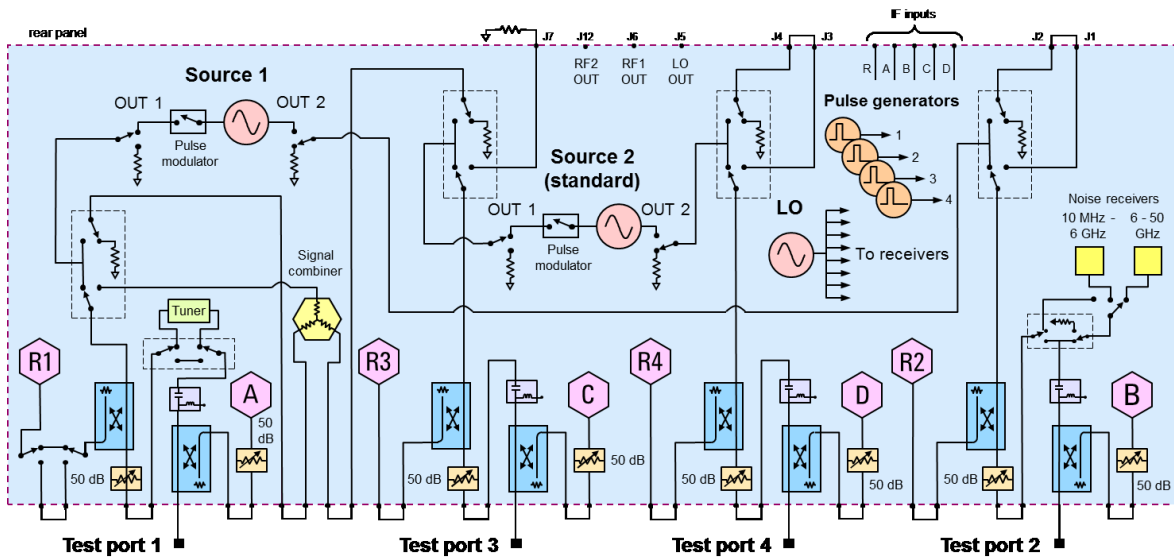 rear panel
J7
J12
J6
J5
J4
J3
IF inputs
J2
J1
RF2
OUT
RF1
OUT
LO
OUT
R
A
B
C
D
Source 1
OUT 1
OUT 2
Pulse
modulator
Pulse generators
1
2
3
4
Source 2
(standard)
OUT 1
OUT 2
Pulse
modulator
LO
To receivers
Noise receivers
10 MHz -
6 GHz
6 - 50
GHz
Signal
combiner
Tuner
R1
A
R3
C
R4
D
R2
B
50
dB
50 dB
50 dB
50 dB
50 dB
50 dB
50 dB
50 dB
Test port 1
Test port 3
Test port 4
Test port 2